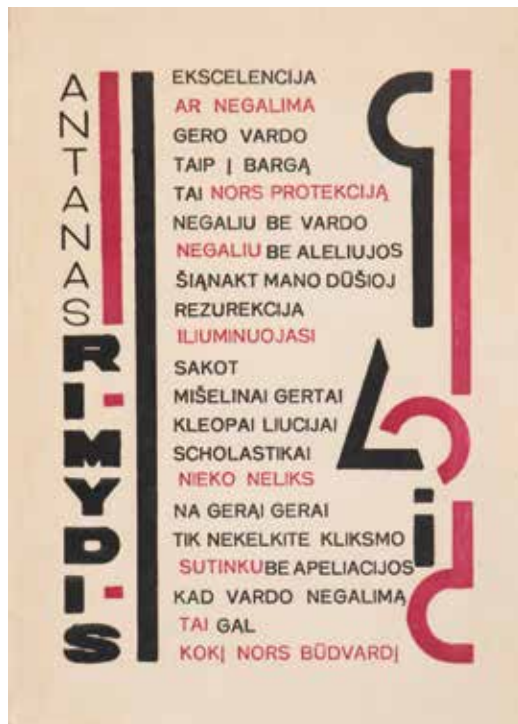 ANTANAS
RIMYDIS
EKSCELENCIJA
AR NEGALIMA
GERO VARDO
TAIP Į BARGĄ
TAI NORS PROTEKCIJĄ
NEGALIU BE VARDO
NEGALIU BE ALELIUJOS
ŠIĄNAKT MANO DŪŠIOJ
REZUREKCIJA
ILIUMINUOJASI
SAKOT
MIŠELINAI GERTAI
KLEOPAI LIUCIJAI
SCHOLASTIKAI
NIEKO NELIKS
NA GERĄI GERAI
TIK NEKELKITE KLIKSMO
SUTINKU BE APELIACIJOS
KAD VARDO NEGALIMĄ
TAI GAL
KOKĮ NORS BŪDVARDĮ